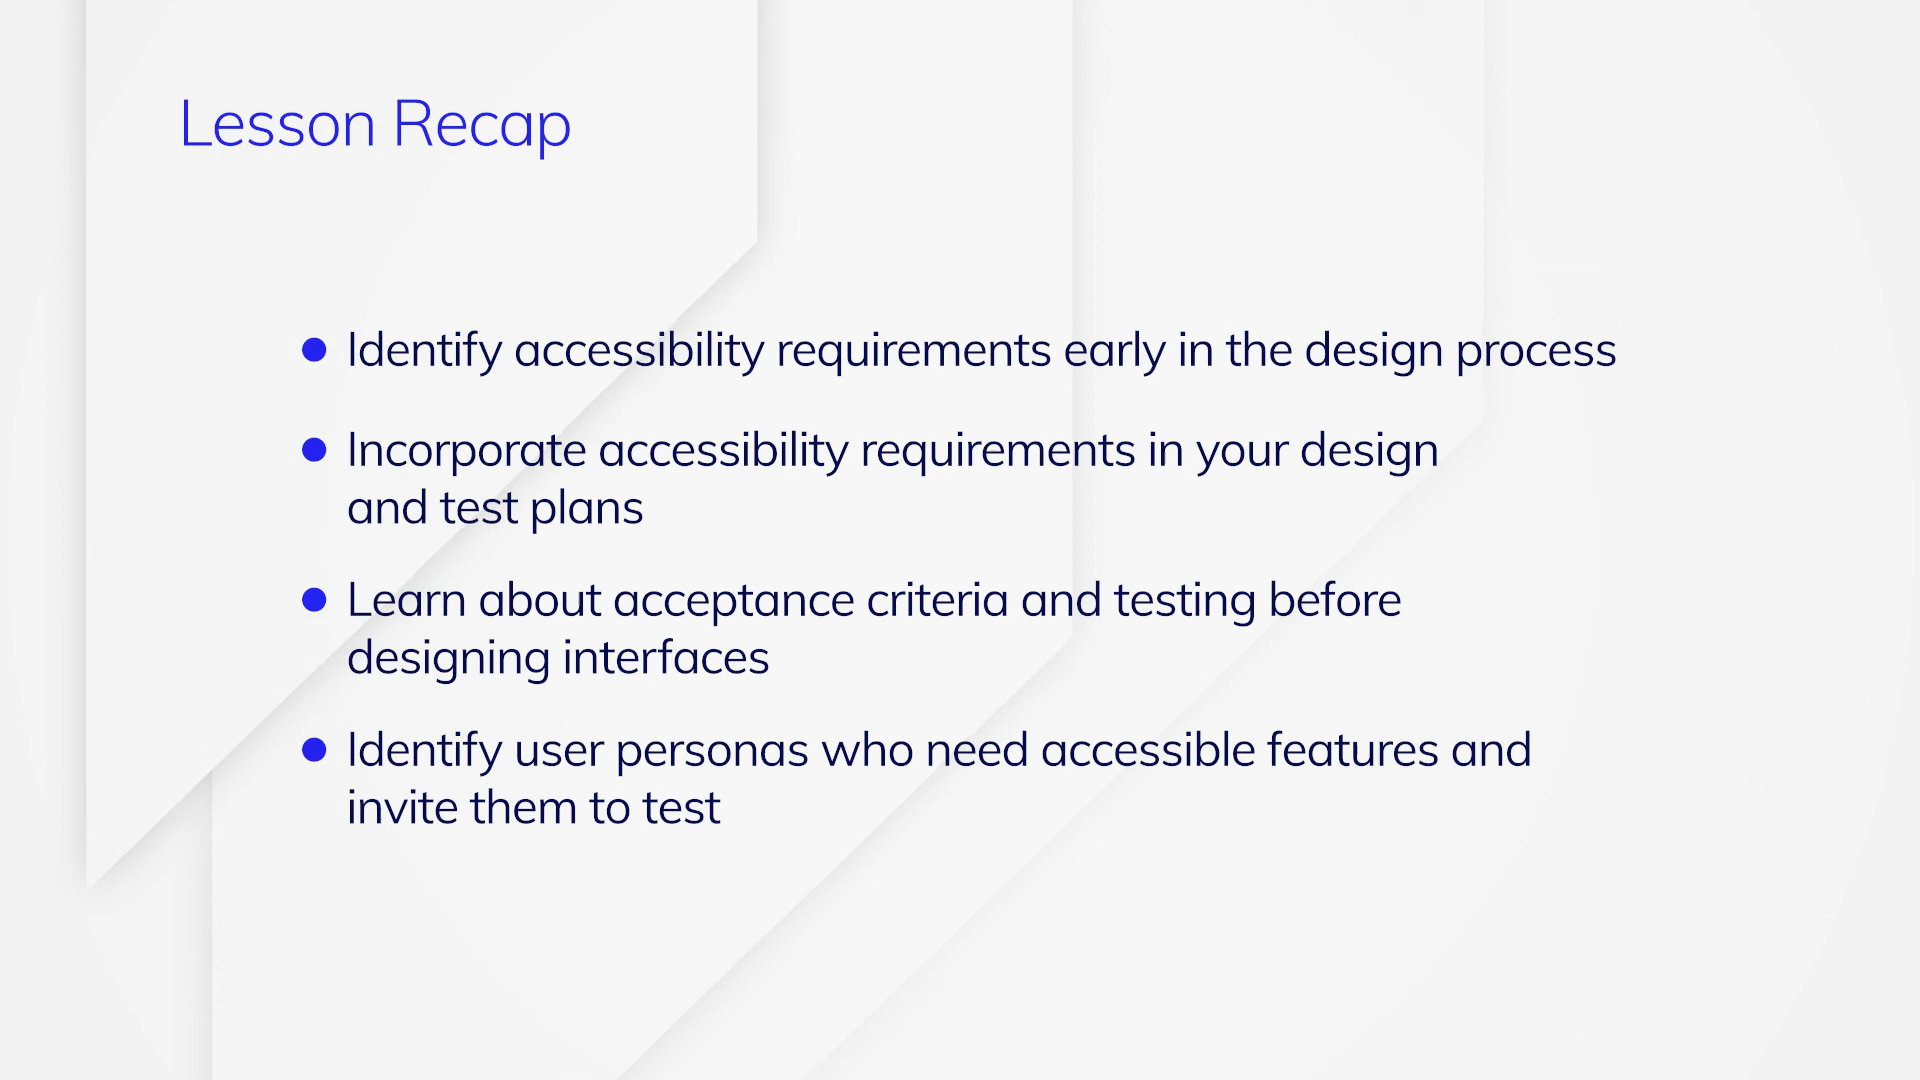 Lesson Recap
Identify accessibility requirements early in the design process
Incorporate accessibility requirements in your design
and test plans
Learn about acceptance criteria and testing before
designing interfaces
Identify user personas who need accessible features and
invite them to test